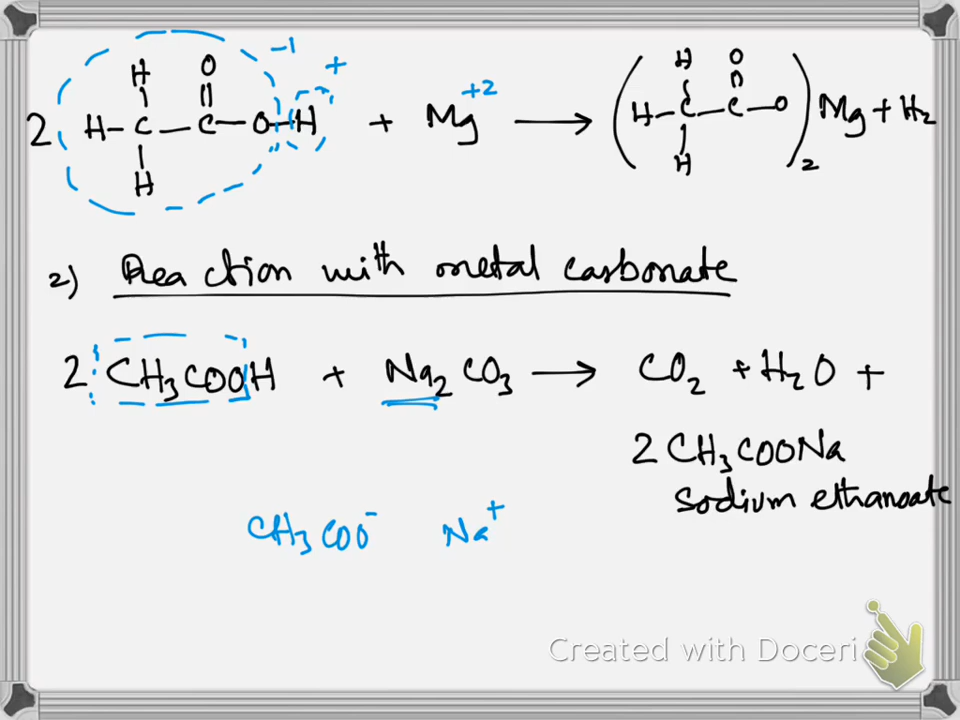 -1
H O +
|| +2 H O
2 H-C-C-O-H + Mg → (H-C-C-O)2 Mg + H2
H H
2) Reaction with metal carbonate
2 CH3COOH + Na2CO3 → CO2 + H2O +
2 CH3COONa
sodium ethanoate
CH3COO- Na+
Created with Doceri